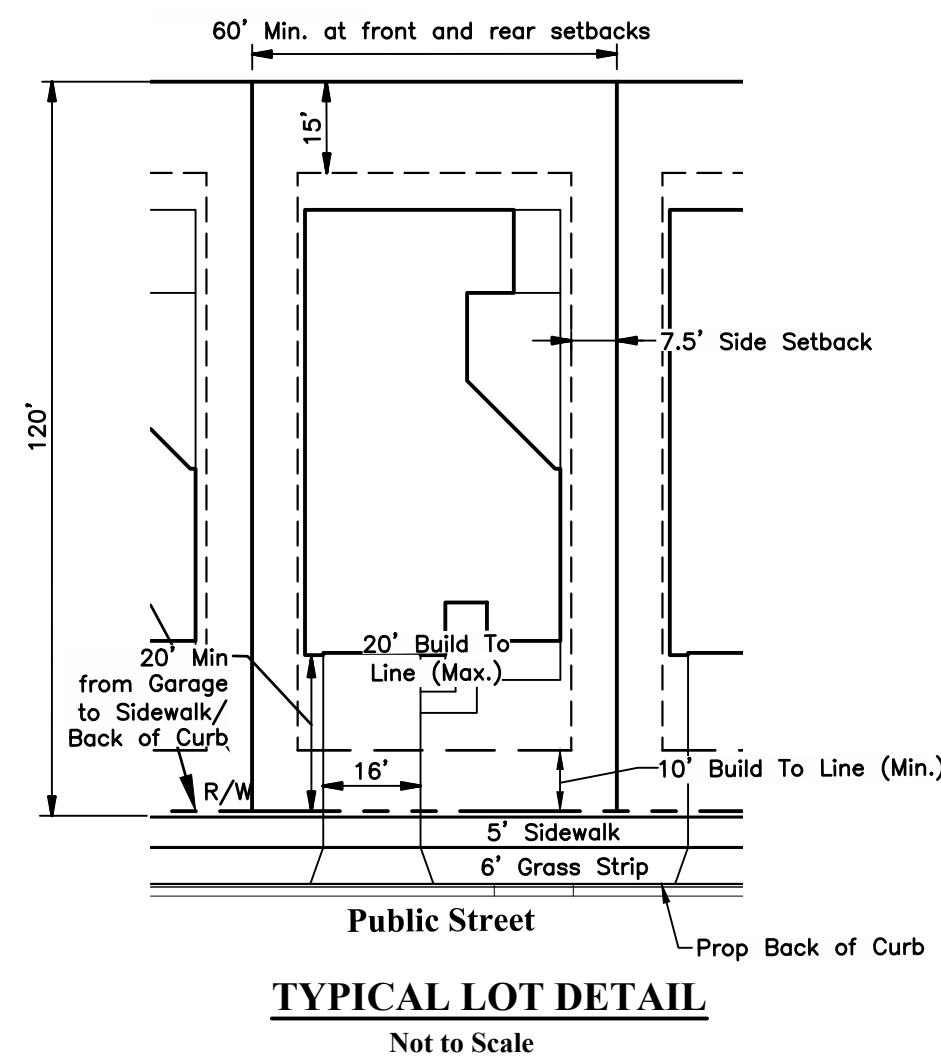 60' Min. at front and rear setbacks
15'
7.5' Side Setback
120'
20' Build To
Line (Max.)
20' Min
from Garage
to Sidewalk/
Back of Curb
16'
10' Build To Line (Min.)
R/W
5' Sidewalk
6' Grass Strip
Public Street
Prop Back of Curb
TYPICAL LOT DETAIL
Not to Scale